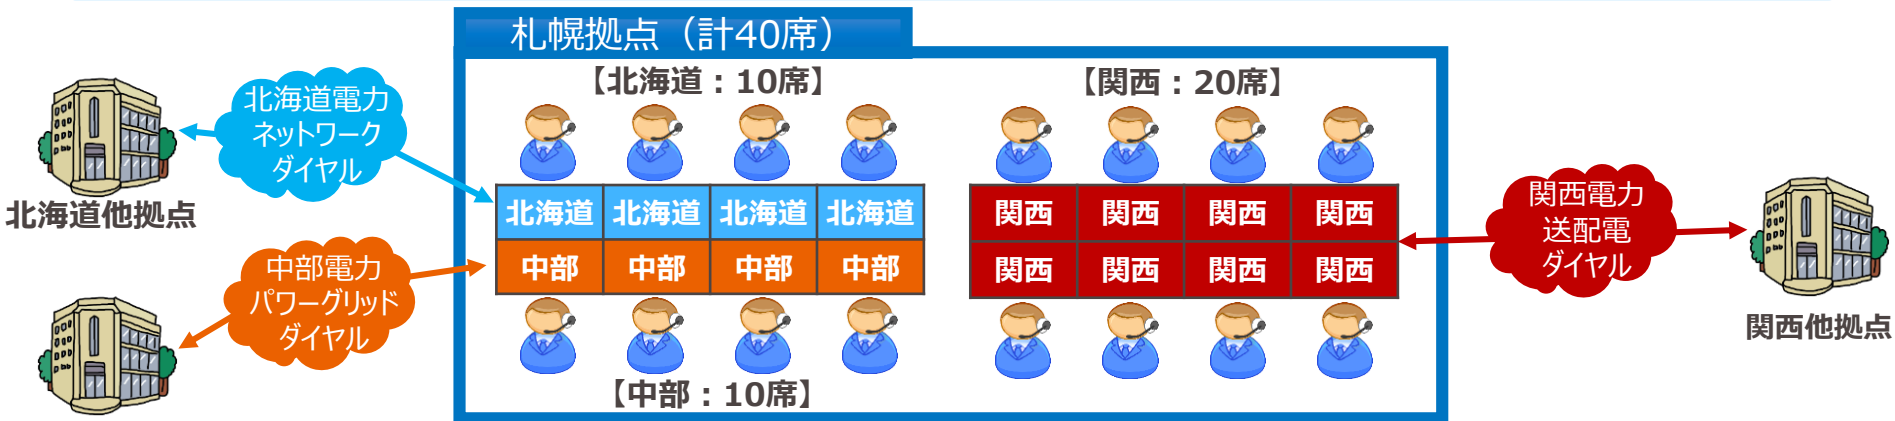 札幌拠点（計40席）
【北海道：10席】
【関西：20席】
北海道電力
ネットワーク
ダイヤル
北海道他拠点
北海道 北海道 北海道 北海道
中部 中部 中部 中部
関西 関西 関西 関西
関西 関西 関西 関西
関西電力
送配電
ダイヤル
関西他拠点
中部電力
パワーグリッド
ダイヤル
【中部：10席】